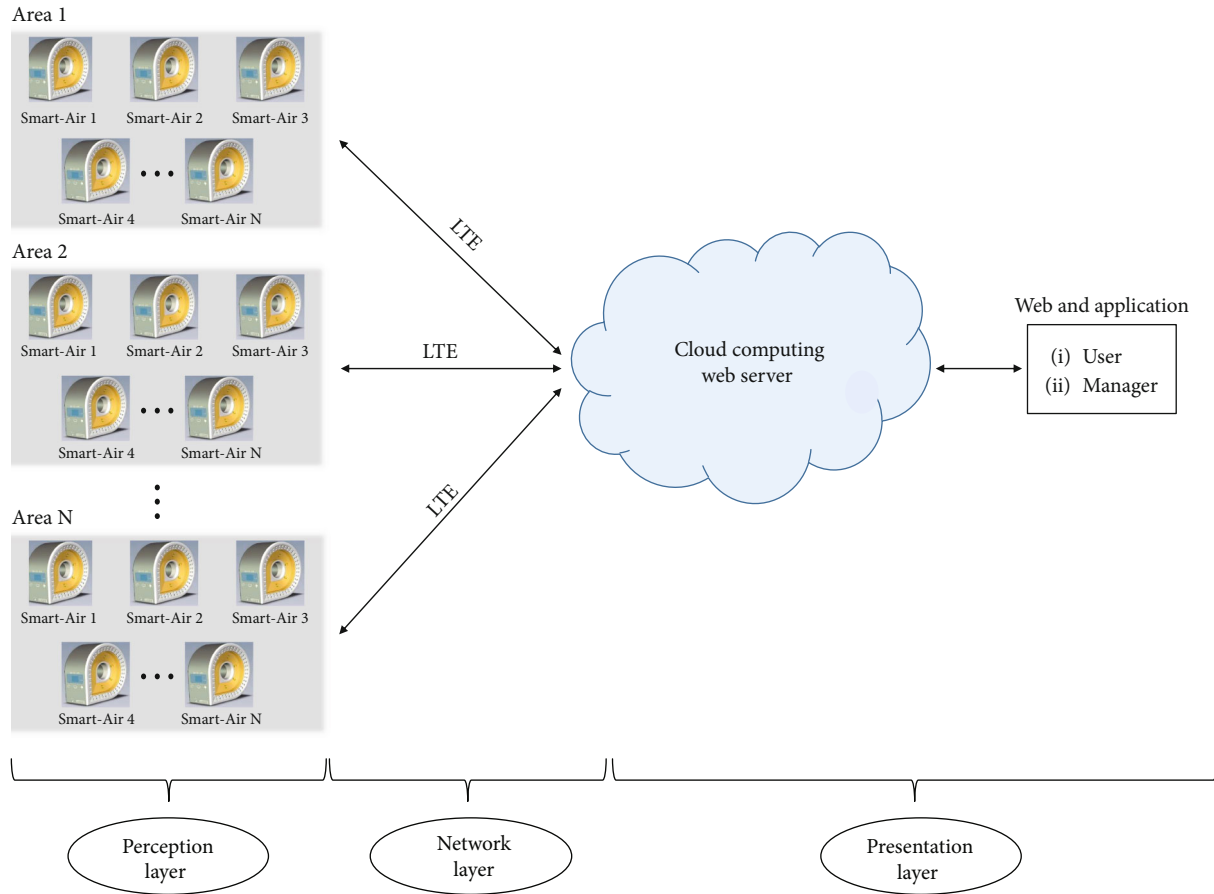 Area 1
Smart-Air 1
Smart-Air 2
Smart-Air 3
Smart-Air 4
Smart-Air N
Area 2
Smart-Air 1
Smart-Air 2
Smart-Air 3
Smart-Air 4
Smart-Air N
Area N
Smart-Air 1
Smart-Air 2
Smart-Air 3
Smart-Air 4
Smart-Air N
LTE
LTE
LTE
Cloud computing
web server
Web and application
(i) User
(ii) Manager
Perception
layer
Network
layer
Presentation
layer